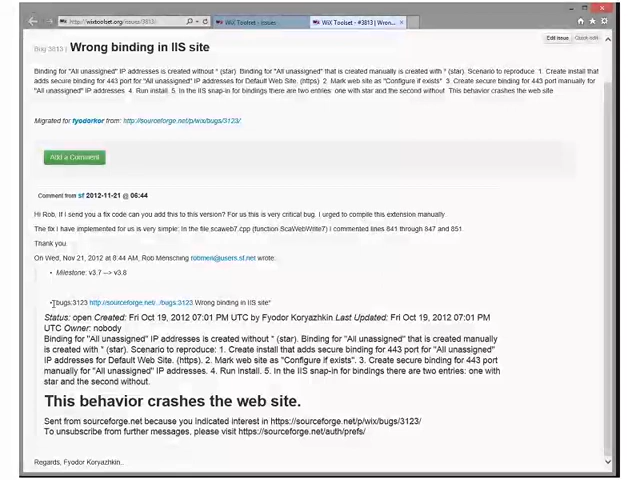 http://wixtoolset.org/issues/3813/
WiX Toolset - Issues
WiX Toolset - #3813 | Wron...
Edit issue Quick edit
Bug 3813 | Wrong binding in IIS site
Binding for "All unassigned" IP addresses is created without * (star). Binding for "All unassigned" that is created manually is created with * (star). Scenario to reproduce: 1. Create install that
adds secure binding for 443 port for "All unassigned" IP addresses for Default Web Site. (https). 2. Mark web site as "Configure if exists". 3. Create secure binding for 443 port manually for
"All unassigned" IP addresses. 4. Run install. 5. In the IIS snap-in for bindings there are two entries: one with star and the second without. This behavior crashes the web site
Migrated for fyodorkor from: http://sourceforge.net/p/wix/bugs/3123/
Add a Comment
Comment from sf 2012-11-21 @ 06:44
Hi Rob, If I send you a fix code can you add this to this version? For us this is very critical bug. I urged to compile this extension manually.
The fix I have implemented for us is very simple: In the file scaweb7.cpp (function ScaWebWrite7) I commented lines 841 through 847 and 851.
Thank you.
On Wed, Nov 21, 2012 at 8:44 AM, Rob Mensching robmen@users.sf.net wrote:
• Milestone: v3.7 --> v3.8
• bugs:3123 http://sourceforge.net/.../bugs:3123 Wrong binding in IIS site*
Status: open Created: Fri Oct 19, 2012 07:01 PM UTC by Fyodor Koryazhkin Last Updated: Fri Oct 19, 2012 07:01 PM
UTC Owner: nobody
Binding for "All unassigned" IP addresses is created without * (star). Binding for "All unassigned" that is created manually
is created with * (star). Scenario to reproduce: 1. Create install that adds secure binding for 443 port for "All unassigned"
IP addresses for Default Web Site. (https). 2. Mark web site as "Configure if exists". 3. Create secure binding for 443 port
manually for "All unassigned" IP addresses. 4. Run install. 5. In the IIS snap-in for bindings there are two entries: one with
star and the second without.
This behavior crashes the web site.
Sent from sourceforge.net because you indicated interest in https://sourceforge.net/p/wix/bugs/3123/
To unsubscribe from further messages, please visit https://sourceforge.net/auth/prefs/
Regards, Fyodor Koryazhkin..